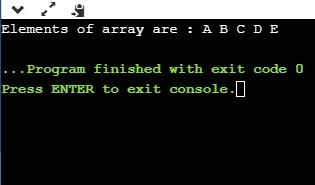 Elements of array are : A B C D E
...Program finished with exit code 0
Press ENTER to exit console.